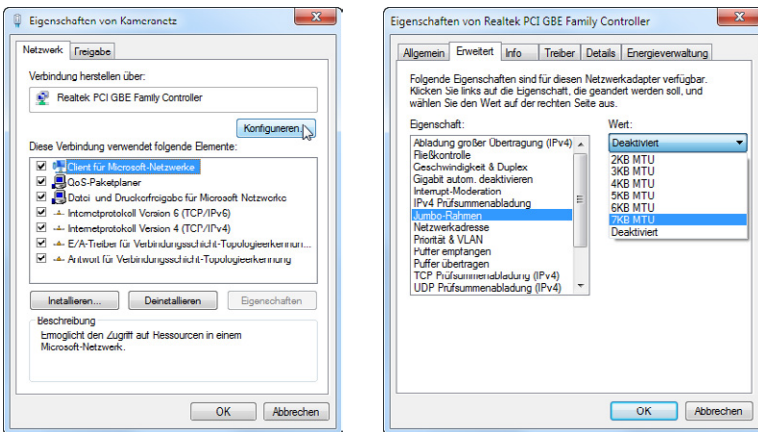 Eigenschaften von Kameranetz
Netzwerk
Freigabe
Verbindung herstellen über:
Realtek PCI GBE Family Controller
Konfigurieren...
Diese Verbindung verwendet folgende Elemente:
Client für Microsoft-Netzwerke
QoS-Paketplaner
Datei- und Druckerfreigabe für Microsoft Netzwerke
Internetprotokoll Version 6 (TCP/IPv6)
Internetprotokoll Version 4 (TCP/IPv4)
E/A-Treiber für Verbindungsschicht-Topologieerkennun...
Antwort für Verbindungsschicht-Topologieerkennung
Installieren...
Deinstallieren
Eigenschaften
Beschreibung
Ermöglicht den Zugriff auf Ressourcen in einem
Microsoft-Netzwerk.
OK
Abbrechen
Eigenschaften von Realtek PCI GBE Family Controller
Allgemein
Erweitert
Info
Treiber
Details
Energieverwaltung
Folgende Eigenschaften sind für diesen Netzwerkadapter verfügbar.
Klicken Sie links auf die Eigenschaft, die geändert werden soll, und
wählen Sie den Wert auf der rechten Seite aus.
Eigenschaft:
Abladung großer Übertragung (IPv4)
Fließkontrolle
Geschwindigkeit & Duplex
Gigabit autom. deaktivieren
Interrupt-Moderation
IPv4 Prüfsummenabladung
Jumbo-Rahmen
Netzwerkadresse
Priorität & VLAN
Puffer empfangen
Puffer übertragen
TCP Prüfsummenabladung (IPv4)
UDP Prüfsummenabladung (IPv4)
Wert:
Deaktiviert
2KB MTU
3KB MTU
4KB MTU
5KB MTU
6KB MTU
7KB MTU
Deaktiviert
OK
Abbrechen